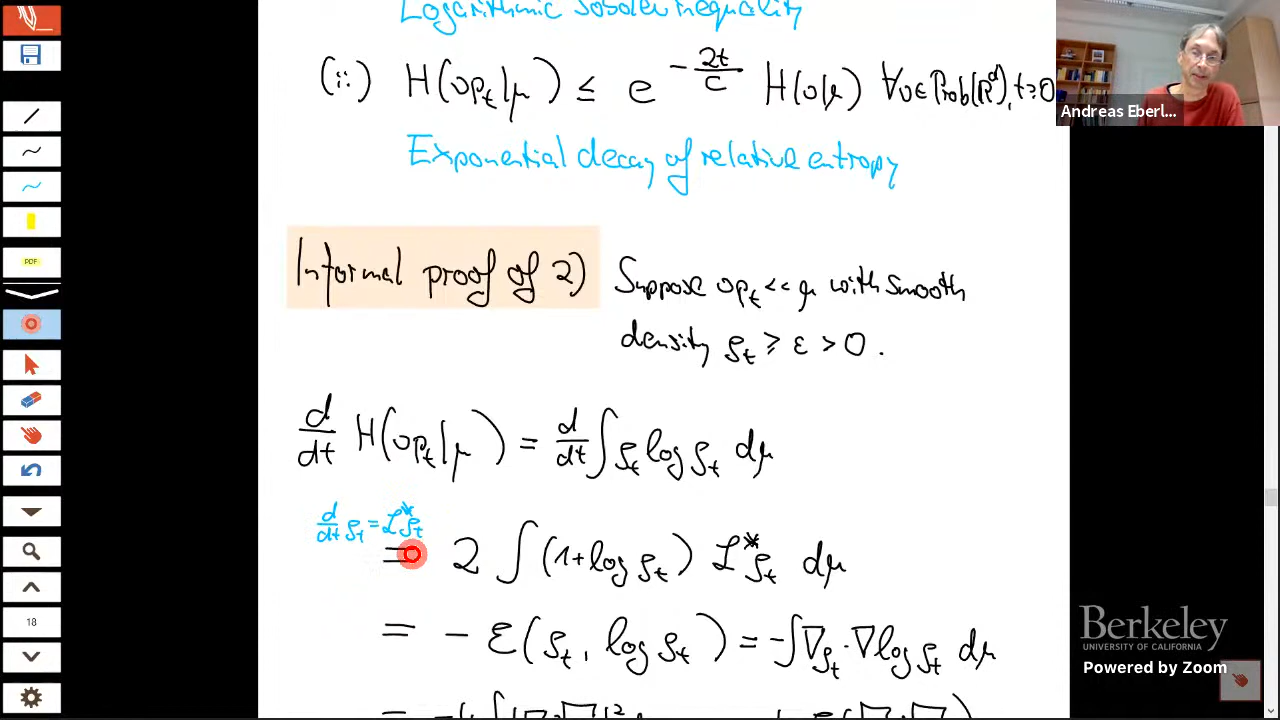 Logarithmic Sobolev Inequality
(ii) H(νp_t|μ) ≤ e^{-2t/C} H(ν|μ) ∀ν∈Prob(ℝ^d), t≥0
Andreas Eberl...
Exponential decay of relative entropy
Informal proof of 2) Suppose νp_t << μ with smooth
density ρ_t ≥ ε > 0.
d/dt H(νp_t|μ) = d/dt ∫ρ_t log ρ_t dμ
d/dt ρ_t = ℒ*ρ_t
= 2 ∫(1+log ρ_t) ℒ*ρ_t dμ
= - ℰ(ρ_t, log ρ_t) = -∫∇ρ_t · ∇log ρ_t dμ
Berkeley
UNIVERSITY OF CALIFORNIA
Powered by Zoom
PDF
18